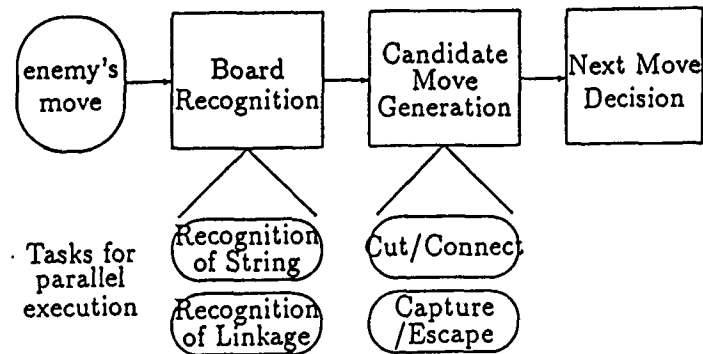 enemy's
move
Board
Recognition
Candidate
Move
Generation
Next Move
Decision
Tasks for
parallel
execution
Recognition
of String
Recognition
of Linkage
Cut/Connect
Capture
/Escape